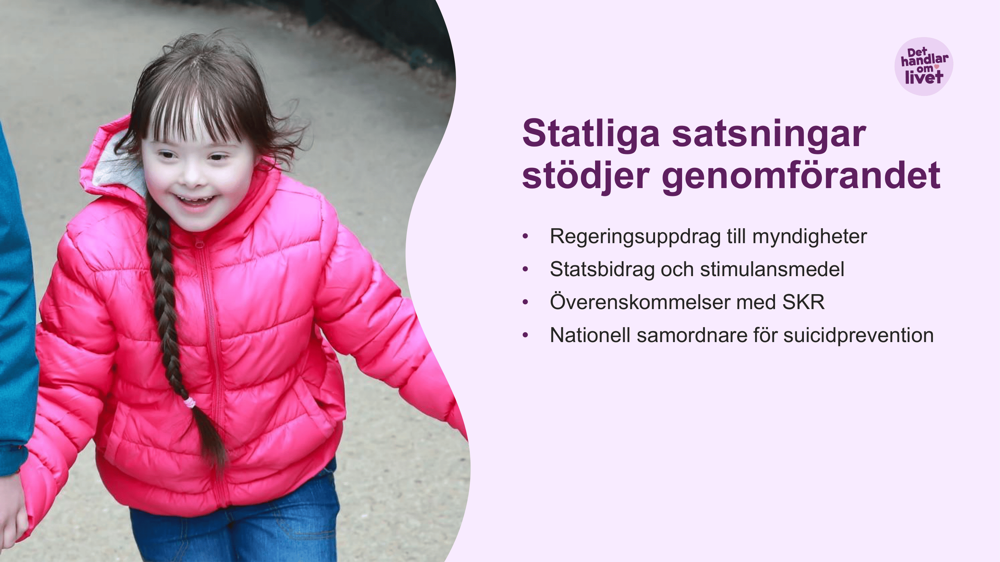 Det
handlar
om
livet
Statliga satsningar
stödjer genomförandet
• Regeringsuppdrag till myndigheter
• Statsbidrag och stimulansmedel
• Överenskommelser med SKR
• Nationell samordnare för suicidprevention